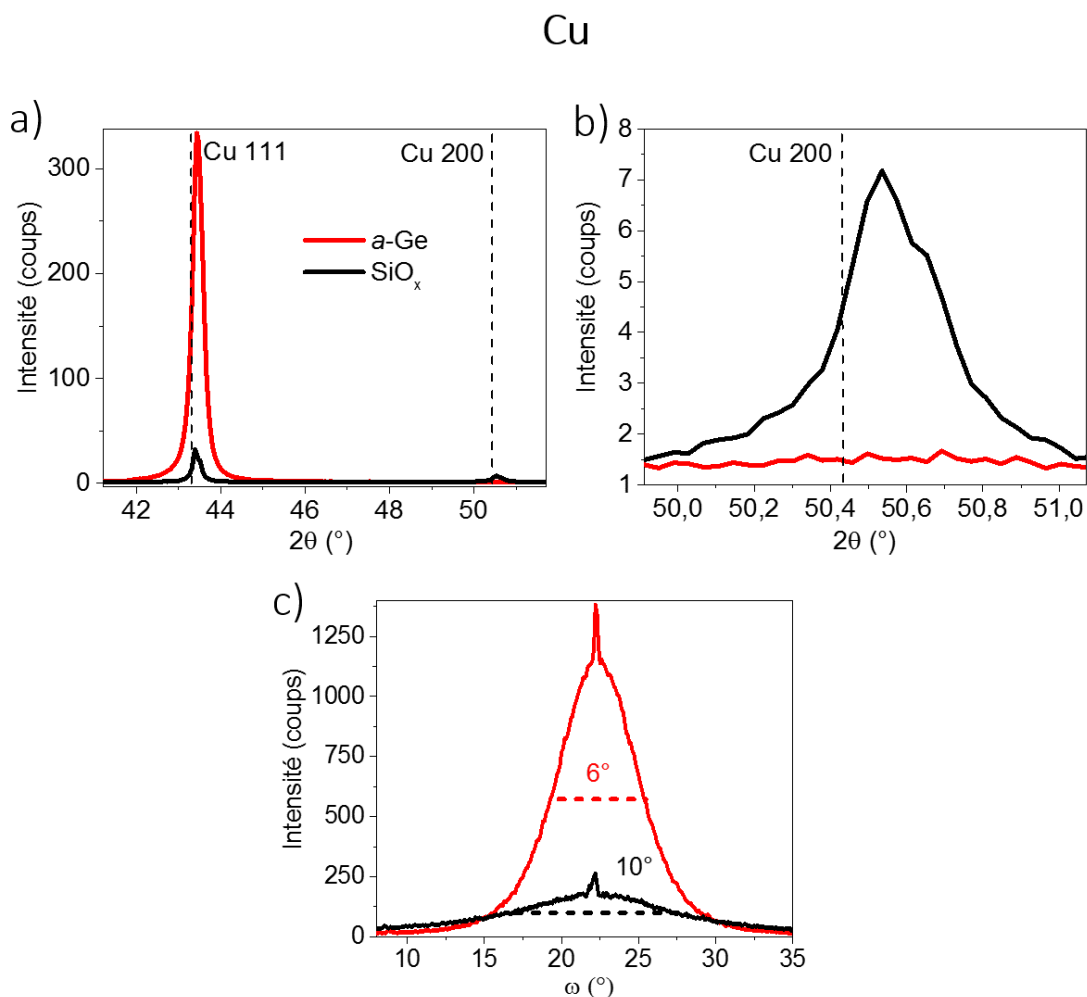 Cu
a)
Intensité (coups)
300
200
100
0
Cu 111
Cu 200
a-Ge
SiOₓ
42
44
46
48
50
2θ (°)
b)
Intensité (coups)
8
7
6
5
4
3
2
1
Cu 200
50,0
50,2
50,4
50,6
50,8
51,0
2θ (°)
c)
Intensité (coups)
1250
1000
750
500
250
0
6°
10°
10
15
20
25
30
35
ω (°)